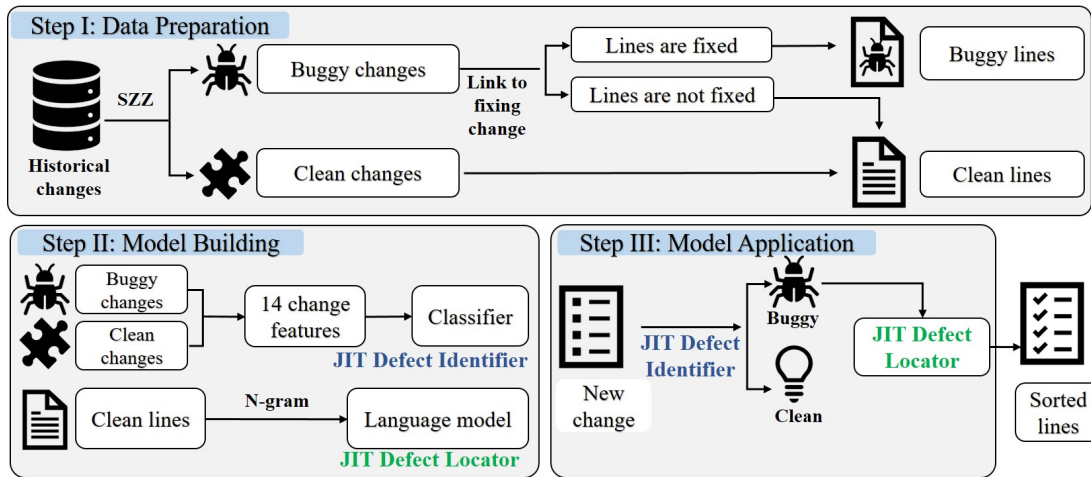 Step I: Data Preparation
SZZ
Historical
changes
Buggy changes
Link to
fixing
change
Lines are fixed
Lines are not fixed
Buggy lines
Clean changes
Clean lines
Step II: Model Building
Buggy
changes
Clean
changes
14 change
features
Classifier
JIT Defect Identifier
Clean lines
N-gram
Language model
JIT Defect Locator
Step III: Model Application
New
change
JIT Defect
Identifier
Buggy
Clean
JIT Defect
Locator
Sorted
lines